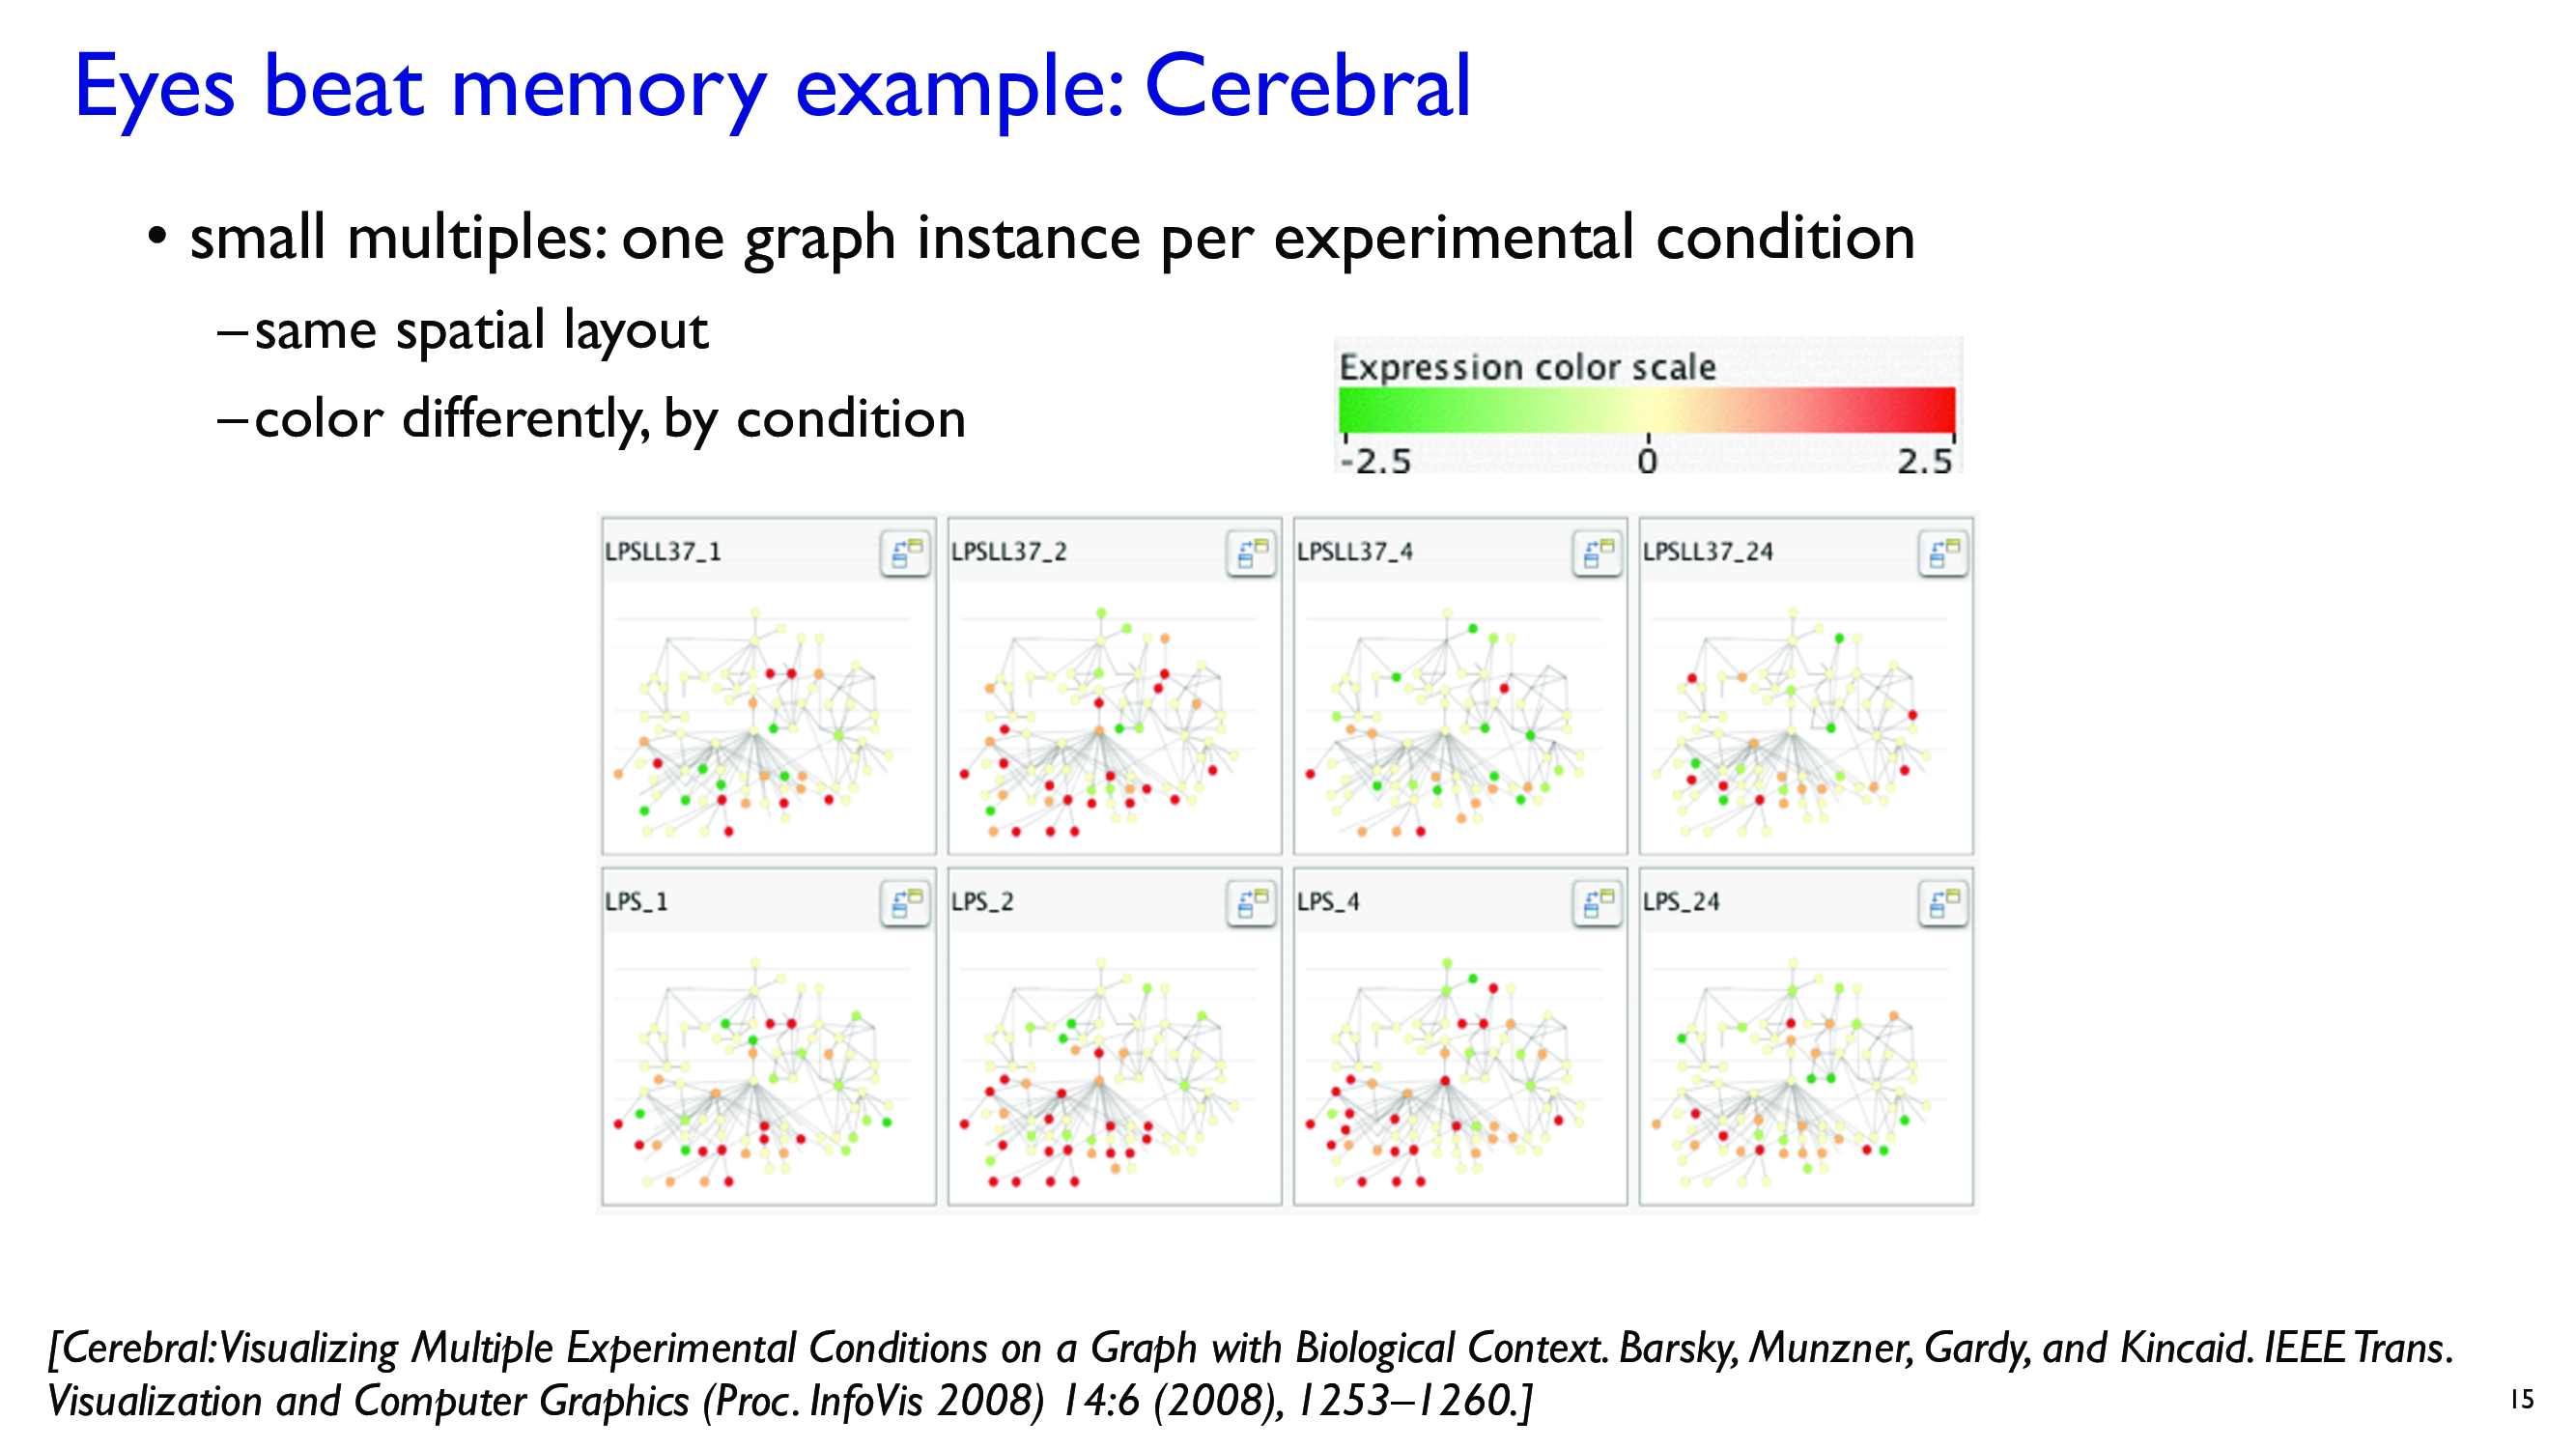 Eyes beat memory example: Cerebral
• small multiples: one graph instance per experimental condition
–same spatial layout
–color differently, by condition
Expression color scale
-2.5 0 2.5
LPSLL37_1 LPSLL37_2 LPSLL37_4 LPSLL37_24
LPS_1 LPS_2 LPS_4 LPS_24
[Cerebral: Visualizing Multiple Experimental Conditions on a Graph with Biological Context. Barsky, Munzner, Gardy, and Kincaid. IEEE Trans.
Visualization and Computer Graphics (Proc. InfoVis 2008) 14:6 (2008), 1253–1260.]
15